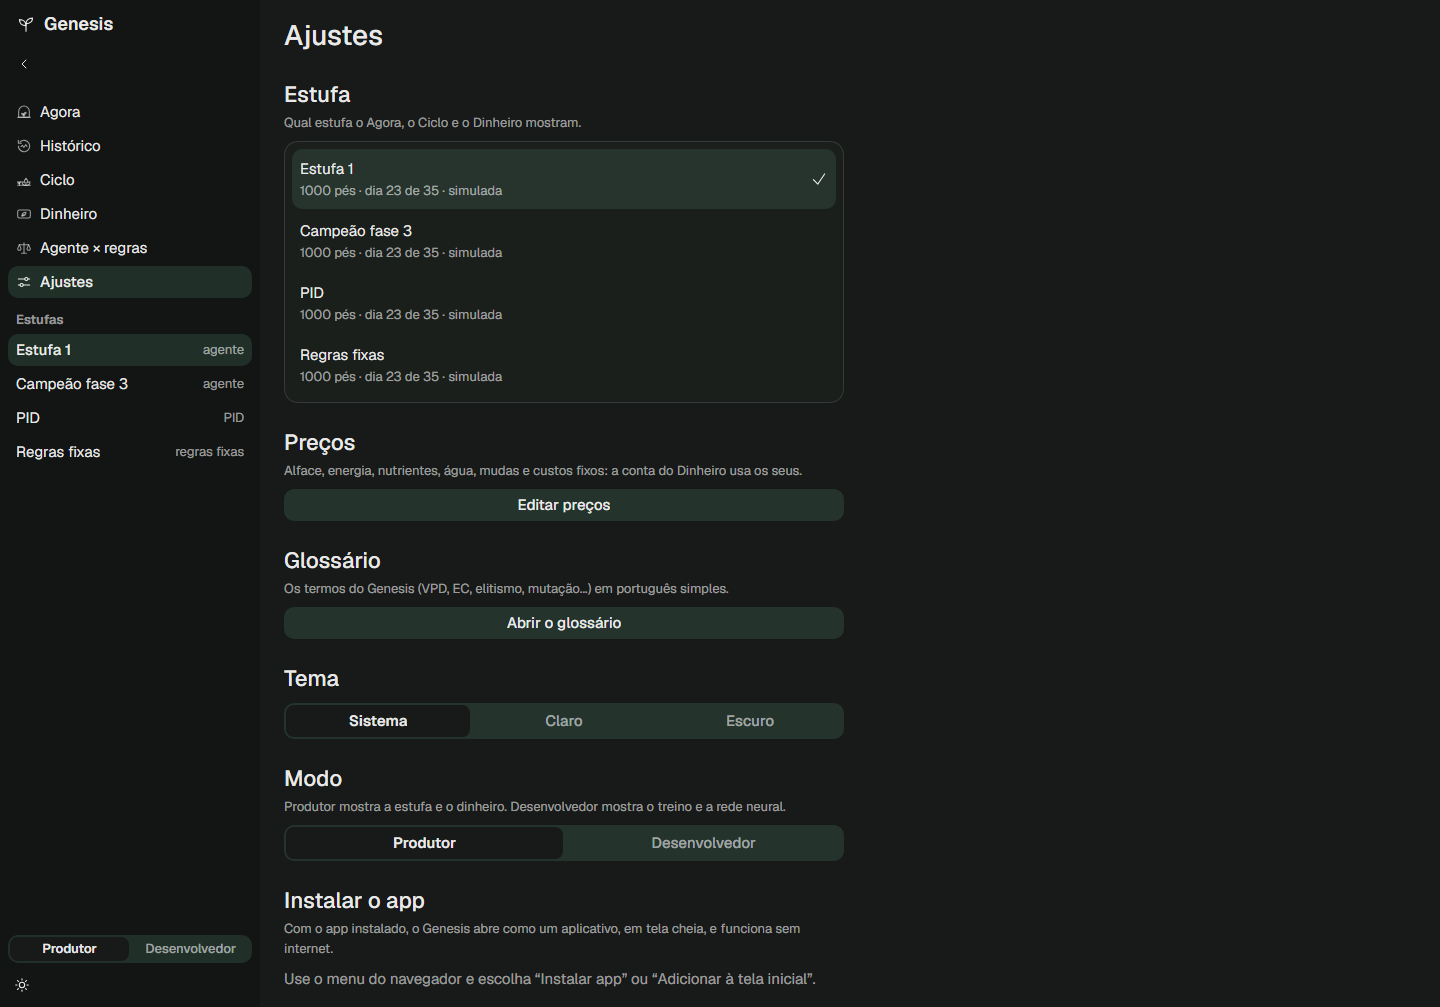 Genesis
Agora
Histórico
Ciclo
Dinheiro
Agente × regras
Ajustes
Estufas
Estufa 1 agente
Campeão fase 3 agente
PID PID
Regras fixas regras fixas
Produtor Desenvolvedor
Ajustes
Estufa
Qual estufa o Agora, o Ciclo e o Dinheiro mostram.
Estufa 1
1000 pés · dia 23 de 35 · simulada
Campeão fase 3
1000 pés · dia 23 de 35 · simulada
PID
1000 pés · dia 23 de 35 · simulada
Regras fixas
1000 pés · dia 23 de 35 · simulada
Preços
Alface, energia, nutrientes, água, mudas e custos fixos: a conta do Dinheiro usa os seus.
Editar preços
Glossário
Os termos do Genesis (VPD, EC, elitismo, mutação…) em português simples.
Abrir o glossário
Tema
Sistema Claro Escuro
Modo
Produtor mostra a estufa e o dinheiro. Desenvolvedor mostra o treino e a rede neural.
Produtor Desenvolvedor
Instalar o app
Com o app instalado, o Genesis abre como um aplicativo, em tela cheia, e funciona sem
internet.
Use o menu do navegador e escolha “Instalar app” ou “Adicionar à tela inicial”.